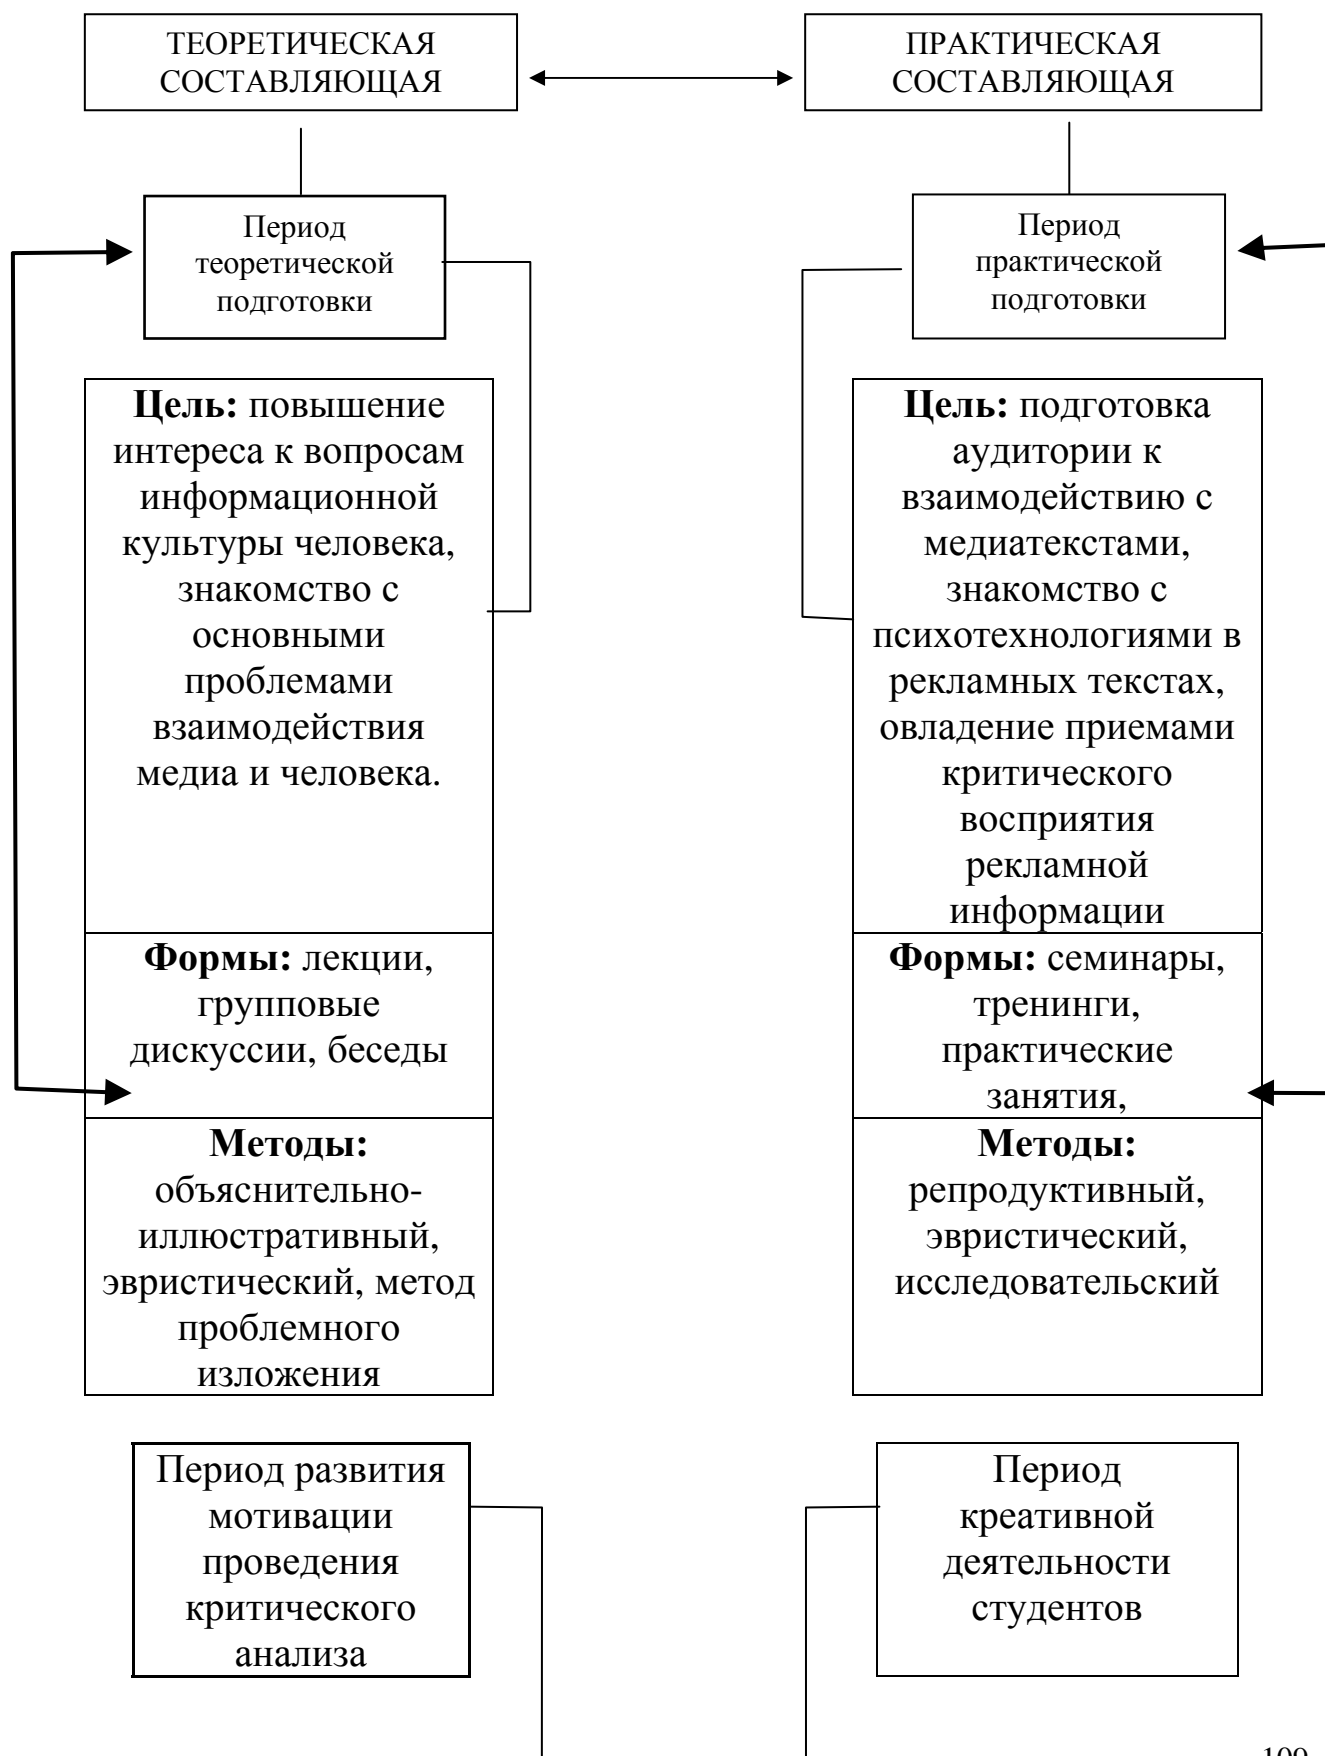 ТЕОРЕТИЧЕСКАЯ
СОСТАВЛЯЮЩАЯ
ПРАКТИЧЕСКАЯ
СОСТАВЛЯЮЩАЯ
Период
теоретической
подготовки
Период
практической
подготовки
Цель: повышение
интереса к вопросам
информационной
культуры человека,
знакомство с
основными
проблемами
взаимодействия
медиа и человека.
Цель: подготовка
аудитории к
взаимодействию с
медиатекстами,
знакомство с
психотехнологиями в
рекламных текстах,
овладение приемами
критического
восприятия
рекламной
информации
Формы: лекции,
групповые
дискуссии, беседы
Формы: семинары,
тренинги,
практические
занятия,
Методы:
объяснительно-
иллюстративный,
эвристический, метод
проблемного
изложения
Методы:
репродуктивный,
эвристический,
исследовательский
Период развития
мотивации
проведения
критического
анализа
Период
креативной
деятельности
студентов